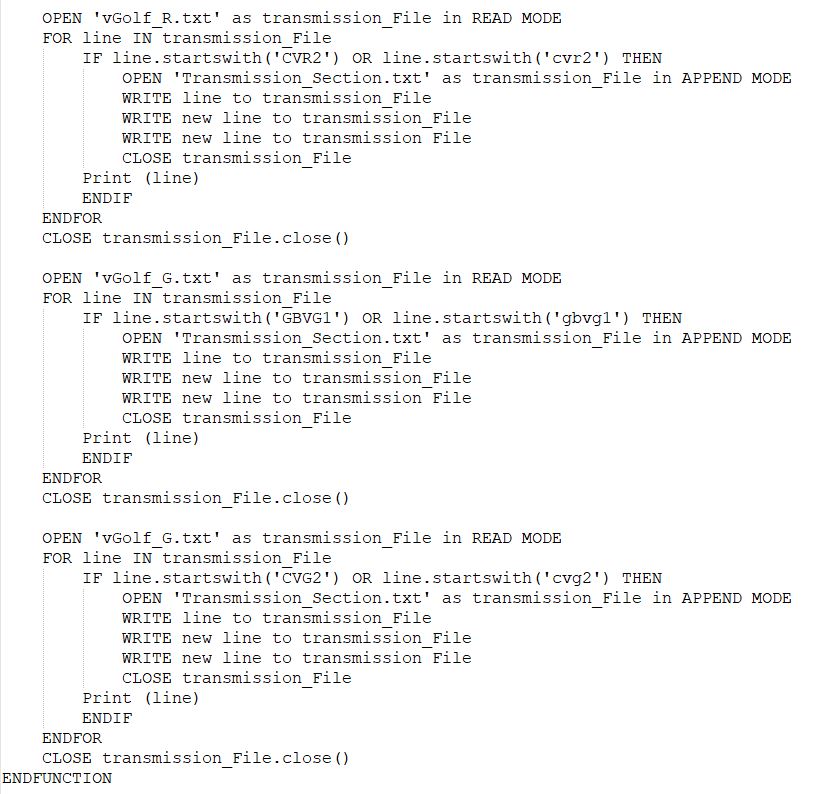 OPEN 'vGolf_R.txt' as transmission_File in READ MODE
FOR line IN transmission_File
IF line.startswith('CVR2') OR line.startswith('cvr2') THEN
OPEN 'Transmission_Section.txt' as transmission_File in APPEND MODE
WRITE line to transmission_File
WRITE new line to transmission_File
WRITE new line to transmission_File
CLOSE transmission_File
Print (line)
ENDIF
ENDFOR
CLOSE transmission_File.close()
OPEN 'vGolf_G.txt' as transmission_File in READ MODE
FOR line IN transmission_File
IF line.startswith('GBVG1') OR line.startswith('gbvg1') THEN
OPEN 'Transmission_Section.txt' as transmission_File in APPEND MODE
WRITE line to transmission_File
WRITE new line to transmission_File
WRITE new line to transmission_File
CLOSE transmission_File
Print (line)
ENDIF
ENDFOR
CLOSE transmission_File.close()
OPEN 'vGolf_G.txt' as transmission_File in READ MODE
FOR line IN transmission_File
IF line.startswith('CVG2') OR line.startswith('cvg2') THEN
OPEN 'Transmission_Section.txt' as transmission_File in APPEND MODE
WRITE line to transmission_File
WRITE new line to transmission_File
WRITE new line to transmission_File
CLOSE transmission_File
Print (line)
ENDIF
ENDFOR
CLOSE transmission_File.close()
ENDFUNCTION